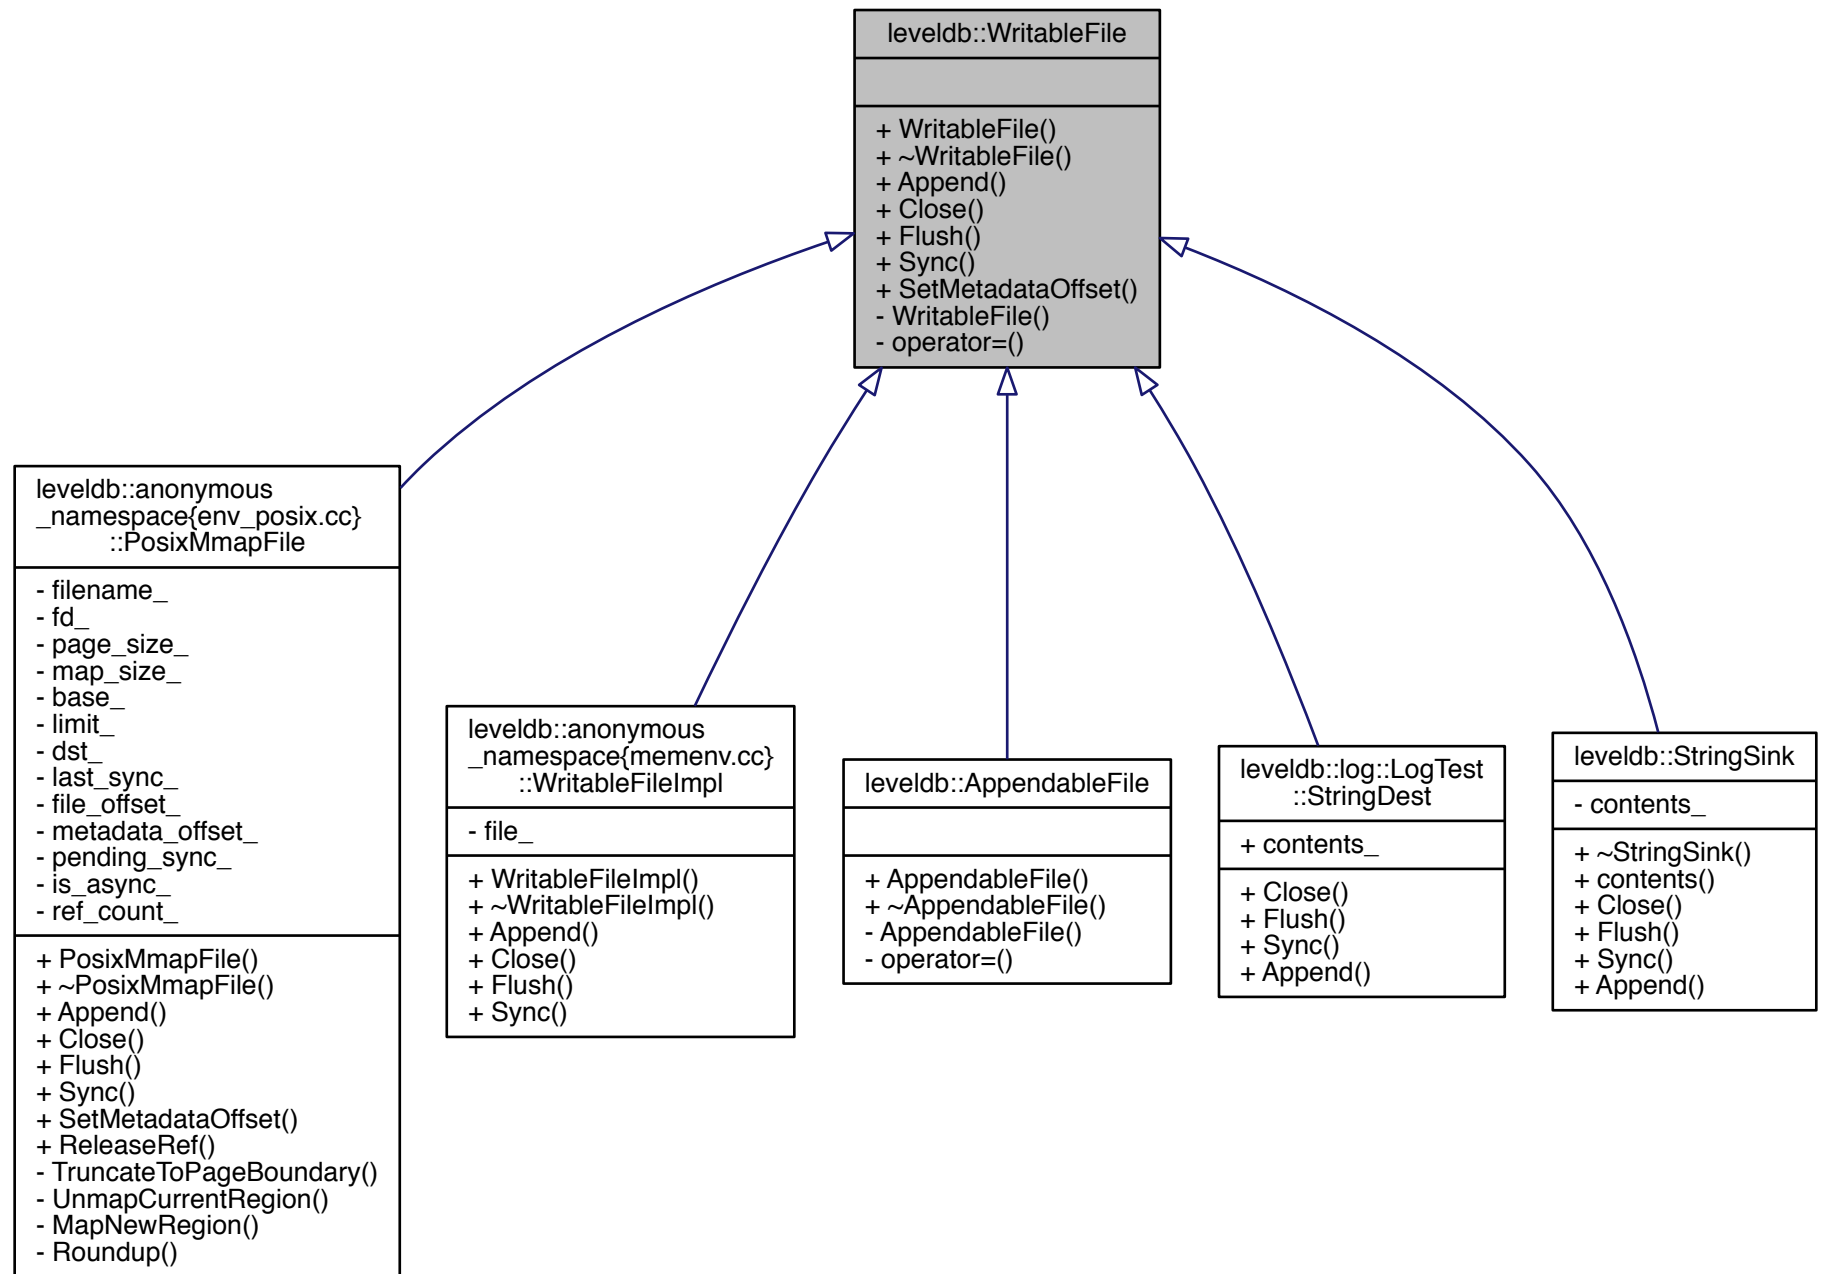 leveldb::WritableFile
+ WritableFile()
+ ~WritableFile()
+ Append()
+ Close()
+ Flush()
+ Sync()
+ SetMetadataOffset()
- WritableFile()
- operator=()
leveldb::anonymous
_namespace{env_posix.cc}
::PosixMmapFile
- filename_
- fd_
- page_size_
- map_size_
- base_
- limit_
- dst_
- last_sync_
- file_offset_
- metadata_offset_
- pending_sync_
- is_async_
- ref_count_
+ PosixMmapFile()
+ ~PosixMmapFile()
+ Append()
+ Close()
+ Flush()
+ Sync()
+ SetMetadataOffset()
+ ReleaseRef()
- TruncateToPageBoundary()
- UnmapCurrentRegion()
- MapNewRegion()
- Roundup()
leveldb::anonymous
_namespace{memenv.cc}
::WritableFileImpl
- file_
+ WritableFileImpl()
+ ~WritableFileImpl()
+ Append()
+ Close()
+ Flush()
+ Sync()
leveldb::AppendableFile
+ AppendableFile()
+ ~AppendableFile()
- AppendableFile()
- operator=()
leveldb::log::LogTest
::StringDest
+ contents_
+ Close()
+ Flush()
+ Sync()
+ Append()
leveldb::StringSink
- contents_
+ ~StringSink()
+ contents()
+ Close()
+ Flush()
+ Sync()
+ Append()